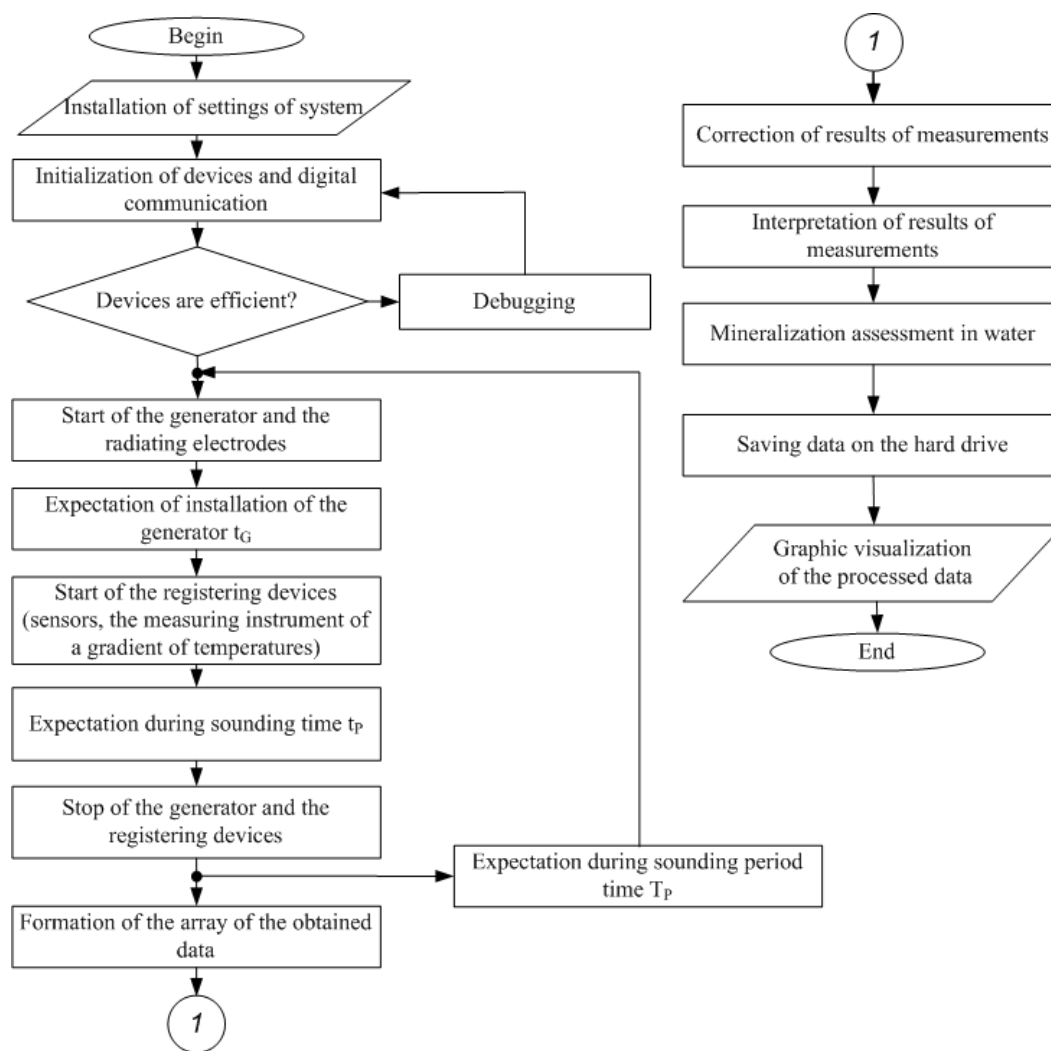 Begin
Installation of settings of system
Initialization of devices and digital
communication
Devices are efficient?
Debugging
Start of the generator and the
radiating electrodes
Expectation of installation of the
generator tG
Start of the registering devices
(sensors, the measuring instrument of
a gradient of temperatures)
Expectation during sounding time tP
Stop of the generator and the
registering devices
Expectation during sounding period
time TP
Formation of the array of the obtained
data
1
1
Correction of results of measurements
Interpretation of results of
measurements
Mineralization assessment in water
Saving data on the hard drive
Graphic visualization
of the processed data
End